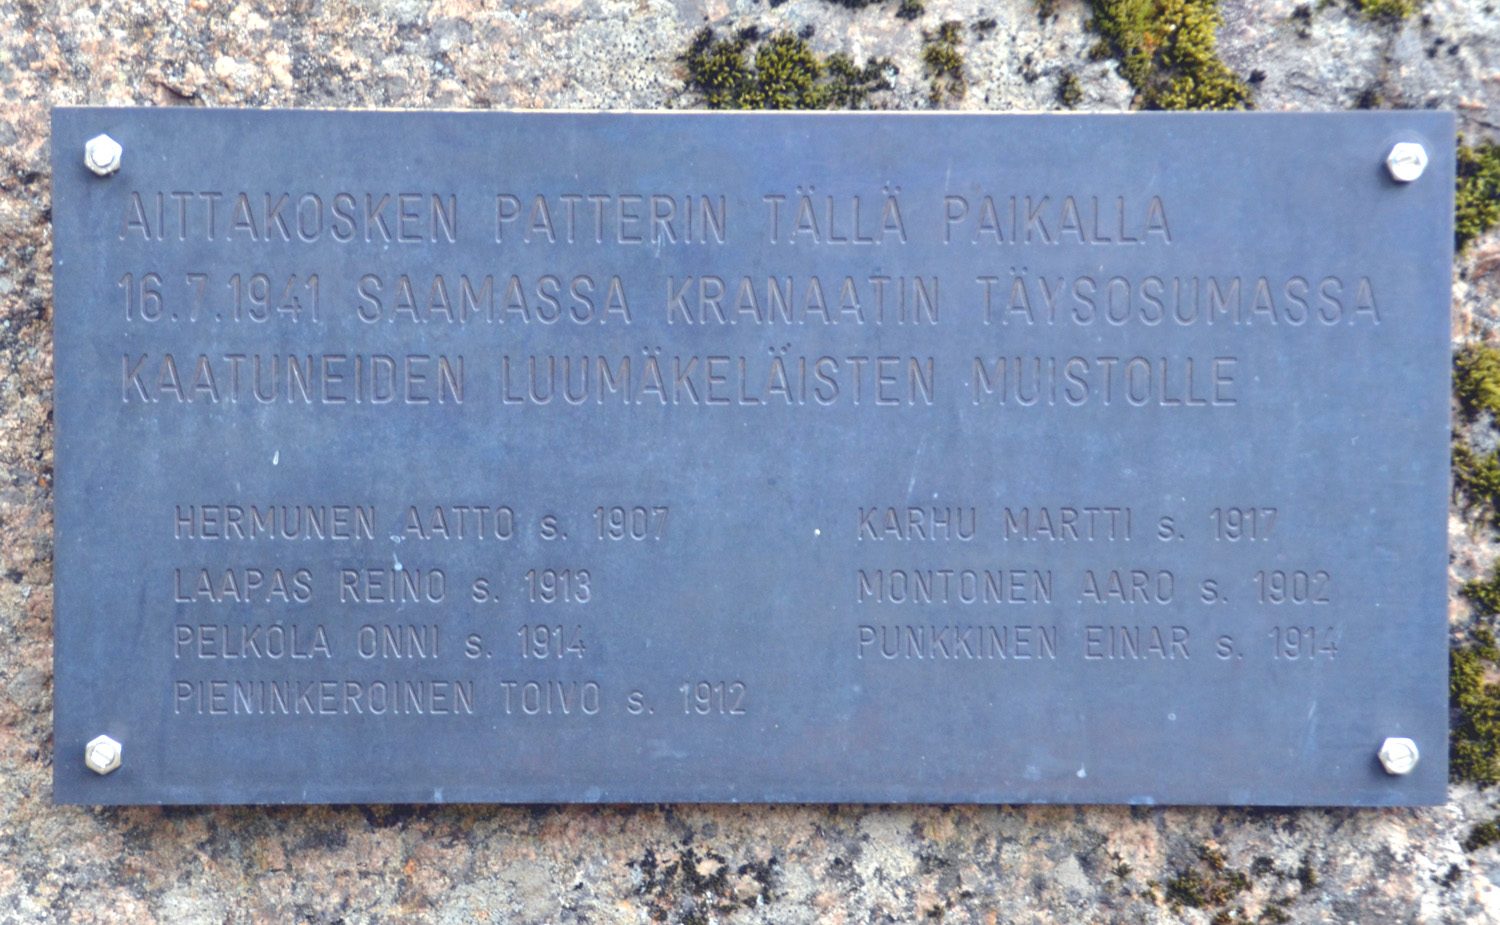 AITTAKOSKEN PATTERIN TÄLLÄ PAIKALLA
16.7.1941 SAAMASSA KRANAATIN TÄYSOSUMASSA
KAATUNEIDEN LUUMÄKELÄISTEN MUISTOLLE
HERMUNEN AATTO s. 1907
LAAPAS REINO s. 1913
PELKOLA ONNI s. 1914
PIENINKEROINEN TOIVO s. 1912
KARHU MARTTI s. 1917
MONTONEN AARO s. 1902
PUNKKINEN EINAR s. 1914